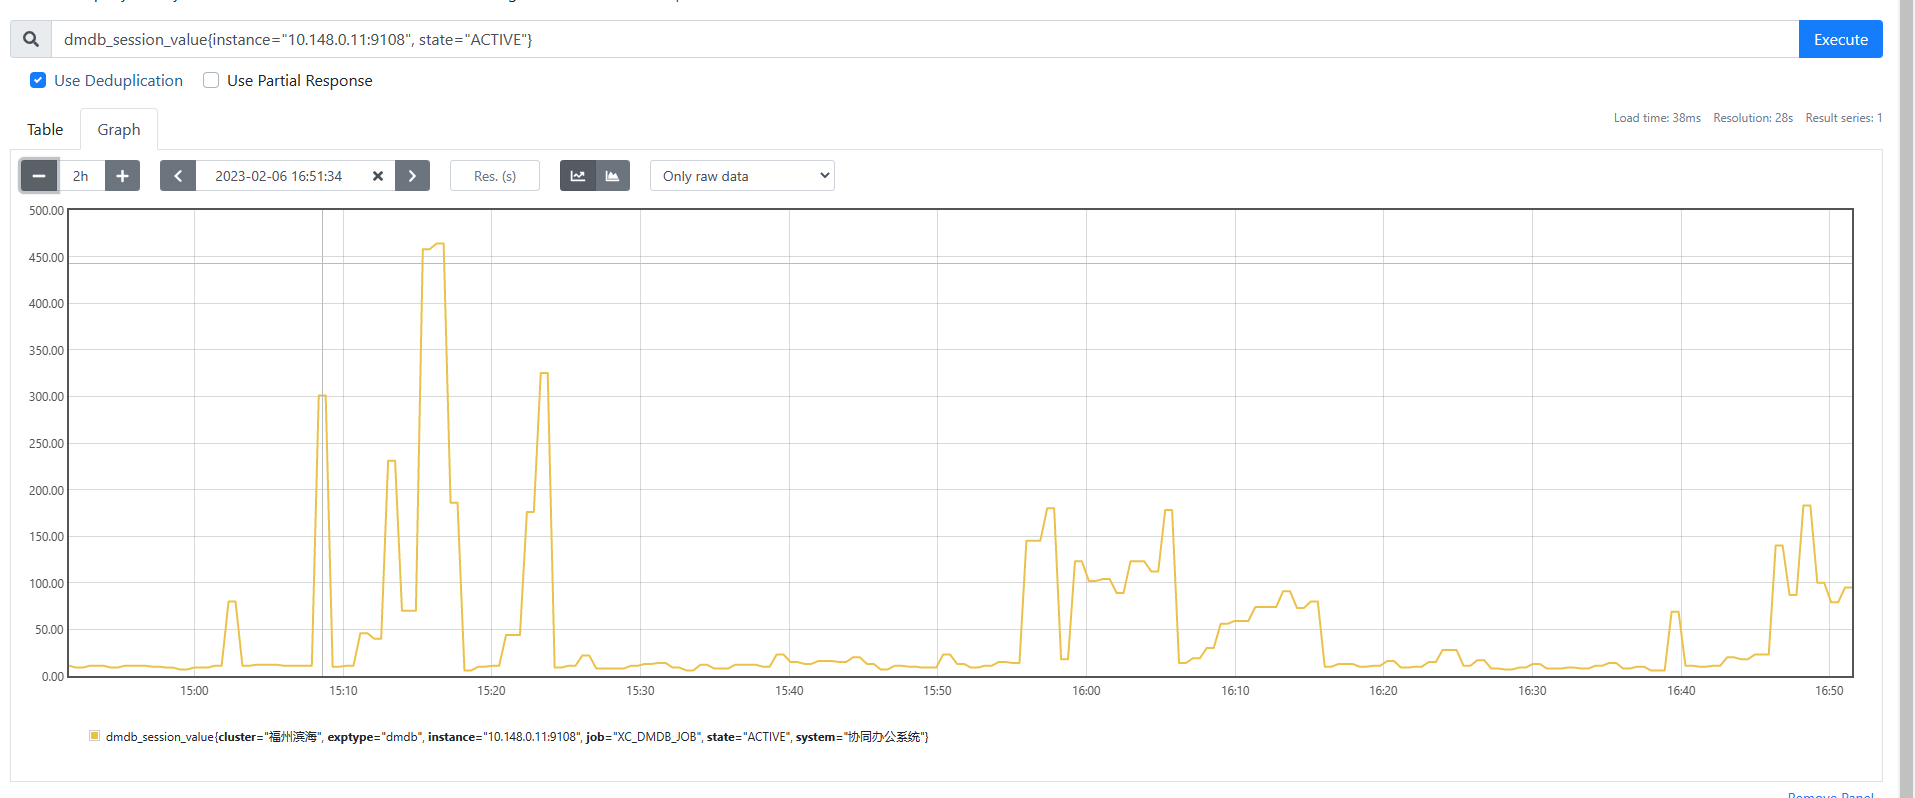 dmdb_session_value{instance="10.148.0.11:9108", state="ACTIVE"}
Execute
Use Deduplication
Use Partial Response
Table
Graph
Load time: 38ms Resolution: 28s Result series: 1
2h
2023-02-06 16:51:34
Res. (s)
Only raw data
500.00
450.00
400.00
350.00
300.00
250.00
200.00
150.00
100.00
50.00
0.00
15:00 15:10 15:20 15:30 15:40 15:50 16:00 16:10 16:20 16:30 16:40 16:50
dmdb_session_value{cluster="福州滨海", exptype="dmdb", instance="10.148.0.11:9108", job="XC_DMDB_JOB", state="ACTIVE", system="协同办公系统"}
Remove Panel